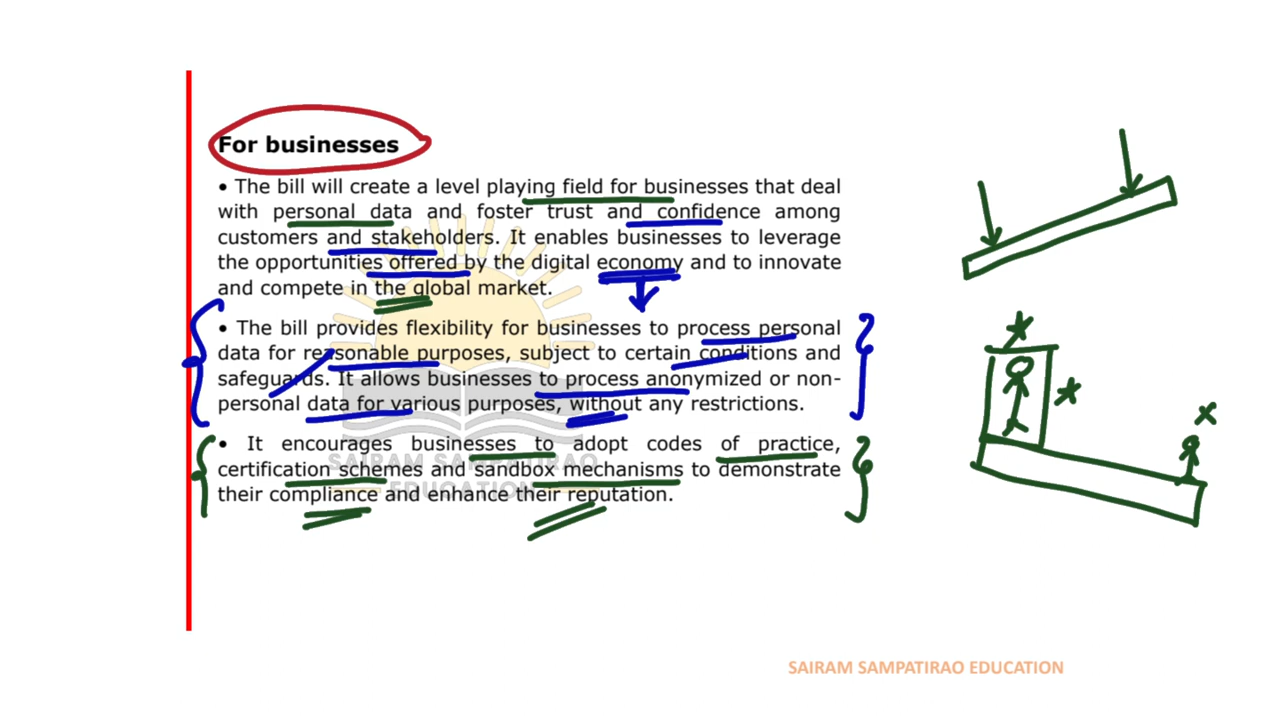 For businesses
• The bill will create a level playing field for businesses that deal
with personal data and foster trust and confidence among
customers and stakeholders. It enables businesses to leverage
the opportunities offered by the digital economy and to innovate
and compete in the global market.
• The bill provides flexibility for businesses to process personal
data for reasonable purposes, subject to certain conditions and
safeguards. It allows businesses to process anonymized or non-
personal data for various purposes, without any restrictions.
• It encourages businesses to adopt codes of practice,
certification schemes and sandbox mechanisms to demonstrate
their compliance and enhance their reputation.
SAIRAM SAMPATIRAO
EDUCATION
SAIRAM SAMPATIRAO EDUCATION